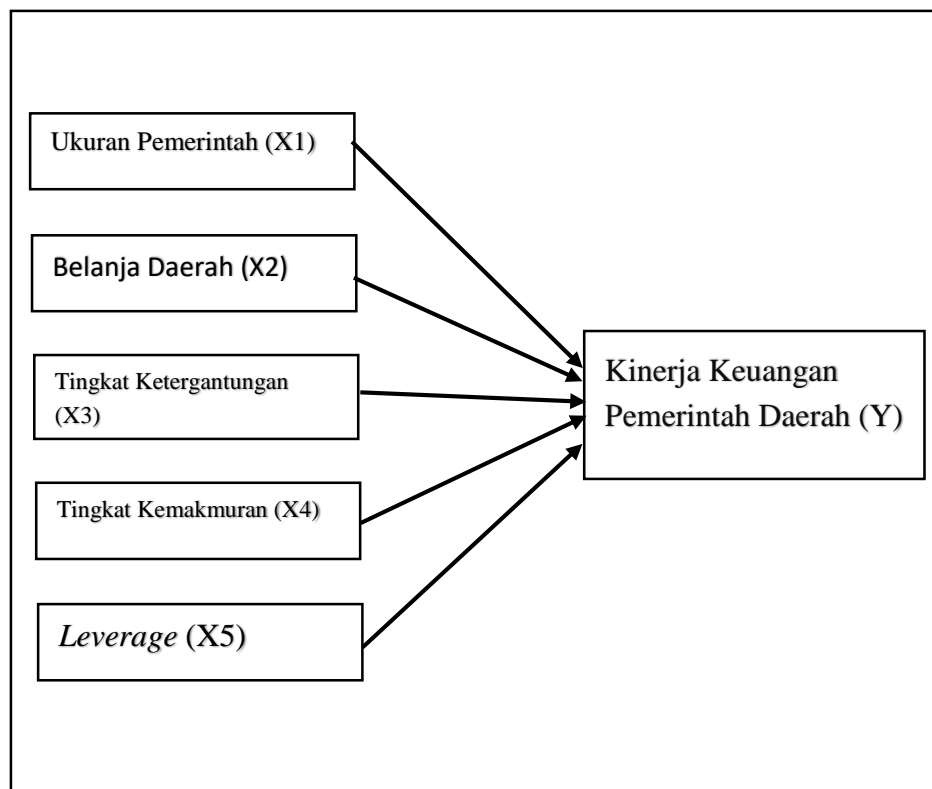 Ukuran Pemerintah (X1)
Belanja Daerah (X2)
Tingkat Ketergantungan
(X3)
Tingkat Kemakmuran (X4)
Leverage (X5)
Kinerja Keuangan
Pemerintah Daerah (Y)